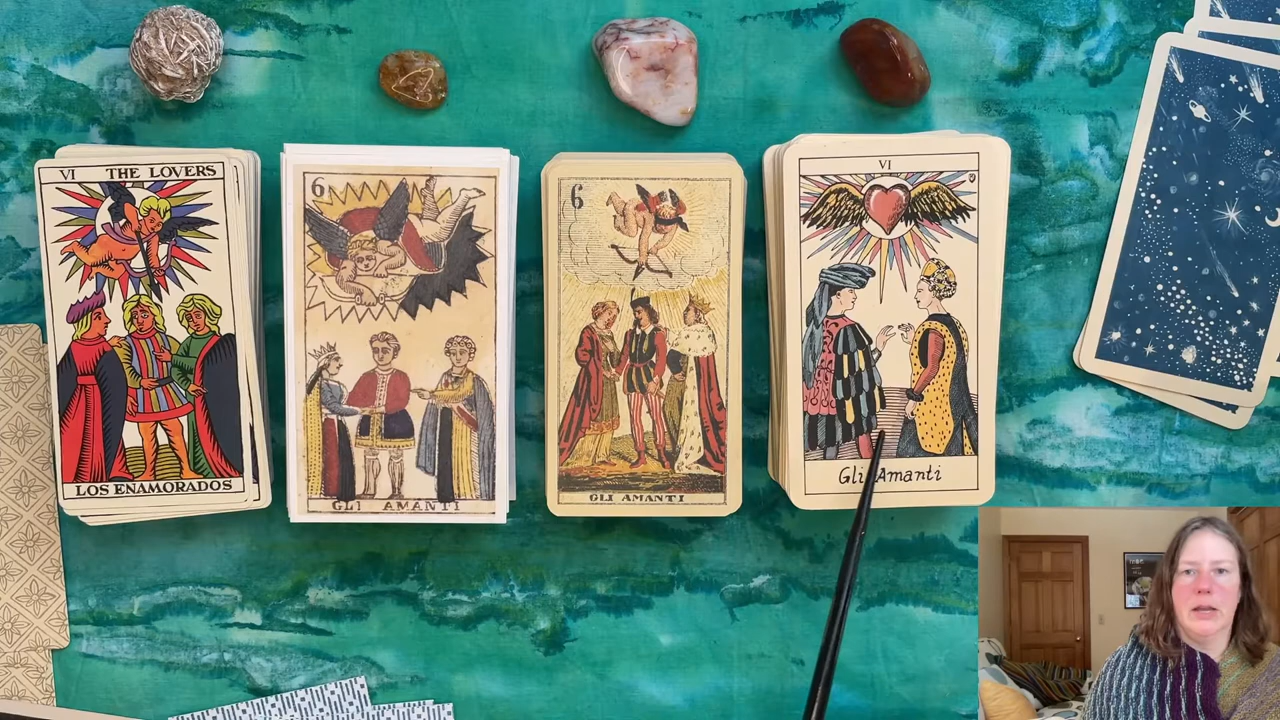 VI THE LOVERS
LOS ENAMORADOS
6
GLI AMANTI
6
GLI AMANTI
VI
Gli Amanti